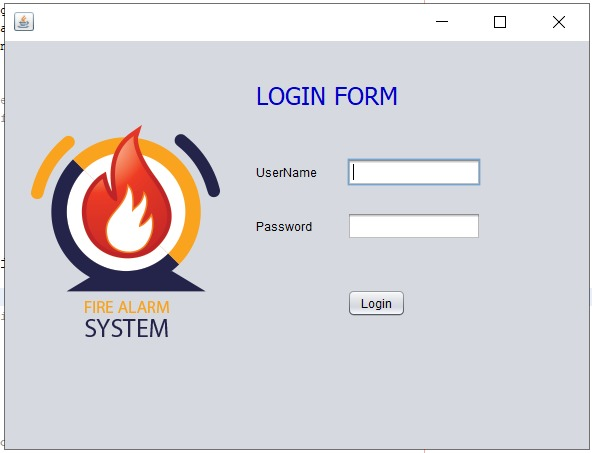 LOGIN FORM
UserName
Password
Login
FIRE ALARM
SYSTEM